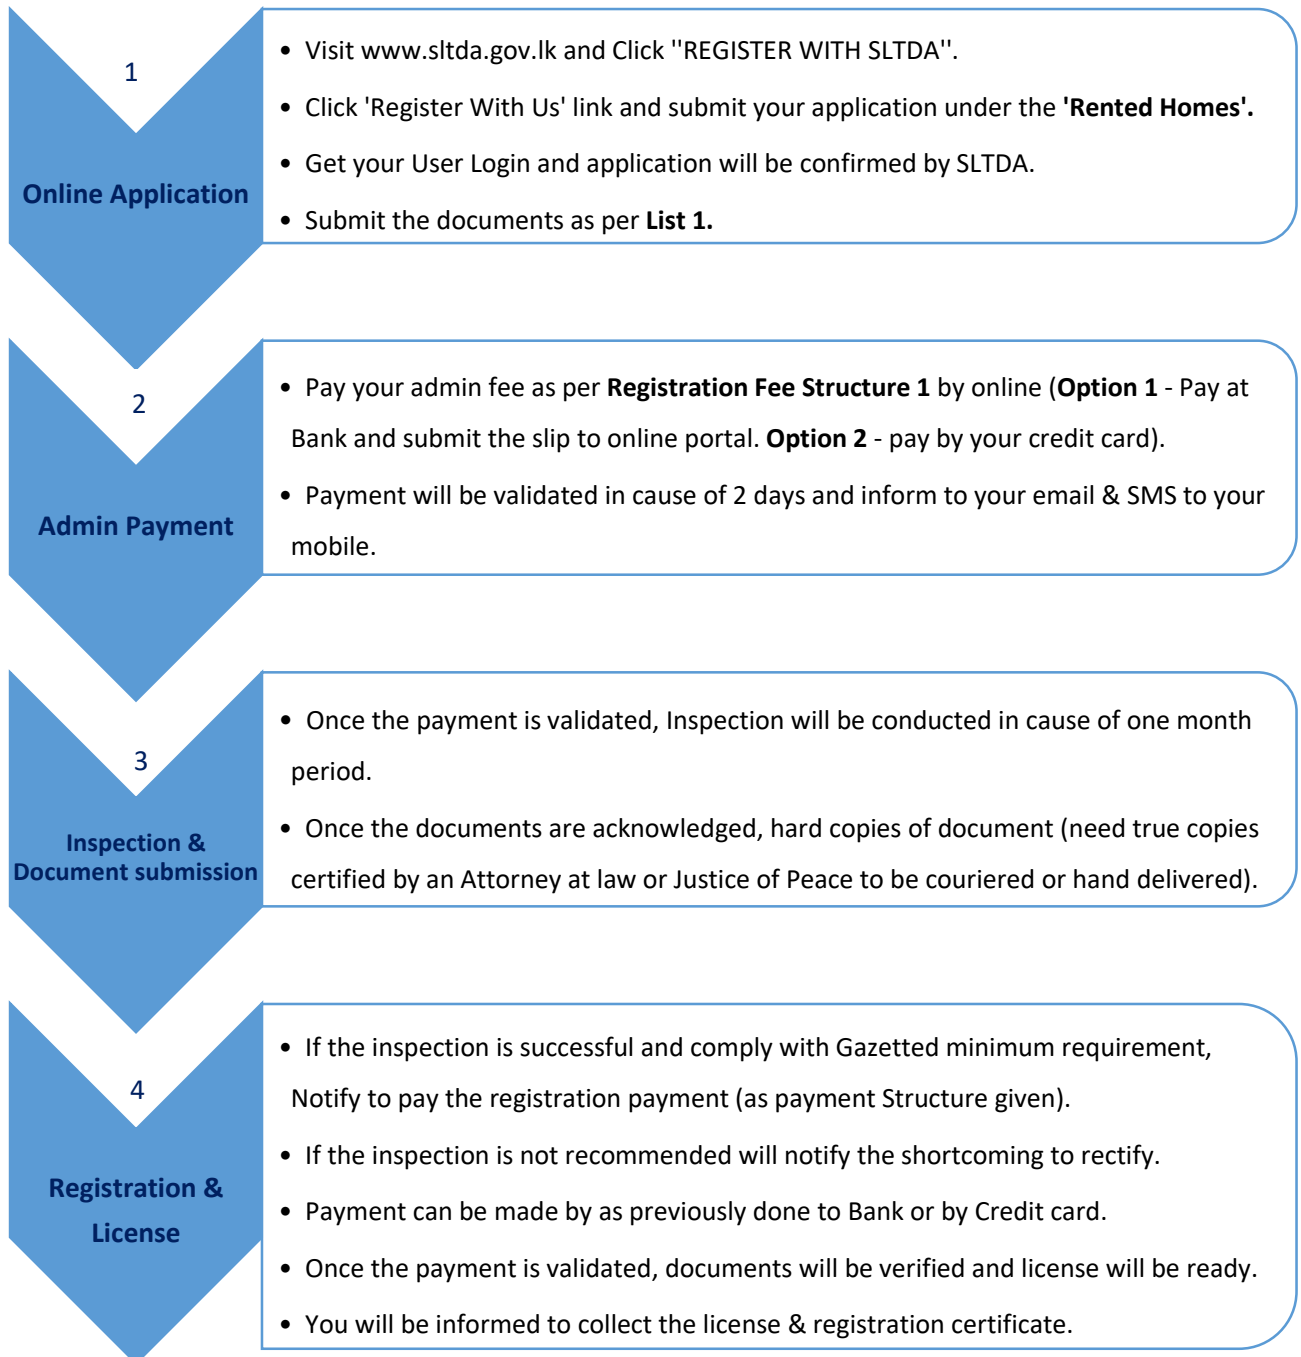 1
Online Application
• Visit www.sltda.gov.lk and Click ''REGISTER WITH SLTDA''.
• Click 'Register With Us' link and submit your application under the 'Rented Homes'.
• Get your User Login and application will be confirmed by SLTDA.
• Submit the documents as per List 1.
2
Admin Payment
• Pay your admin fee as per Registration Fee Structure 1 by online (Option 1 - Pay at
Bank and submit the slip to online portal. Option 2 - pay by your credit card).
• Payment will be validated in cause of 2 days and inform to your email & SMS to your
mobile.
3
Inspection &
Document submission
• Once the payment is validated, Inspection will be conducted in cause of one month
period.
• Once the documents are acknowledged, hard copies of document (need true copies
certified by an Attorney at law or Justice of Peace to be couriered or hand delivered).
4
Registration &
License
• If the inspection is successful and comply with Gazetted minimum requirement,
Notify to pay the registration payment (as payment Structure given).
• If the inspection is not recommended will notify the shortcoming to rectify.
• Payment can be made by as previously done to Bank or by Credit card.
• Once the payment is validated, documents will be verified and license will be ready.
• You will be informed to collect the license & registration certificate.